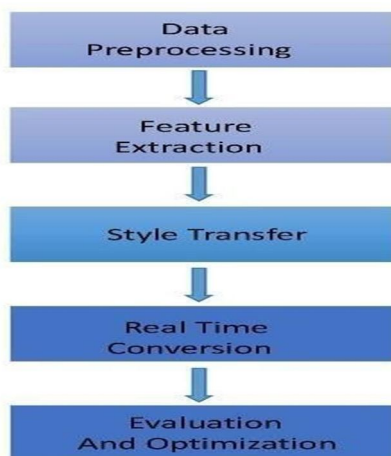 Data
Preprocessing
Feature
Extraction
Style Transfer
Real Time
Conversion
Evaluation
And Optimization